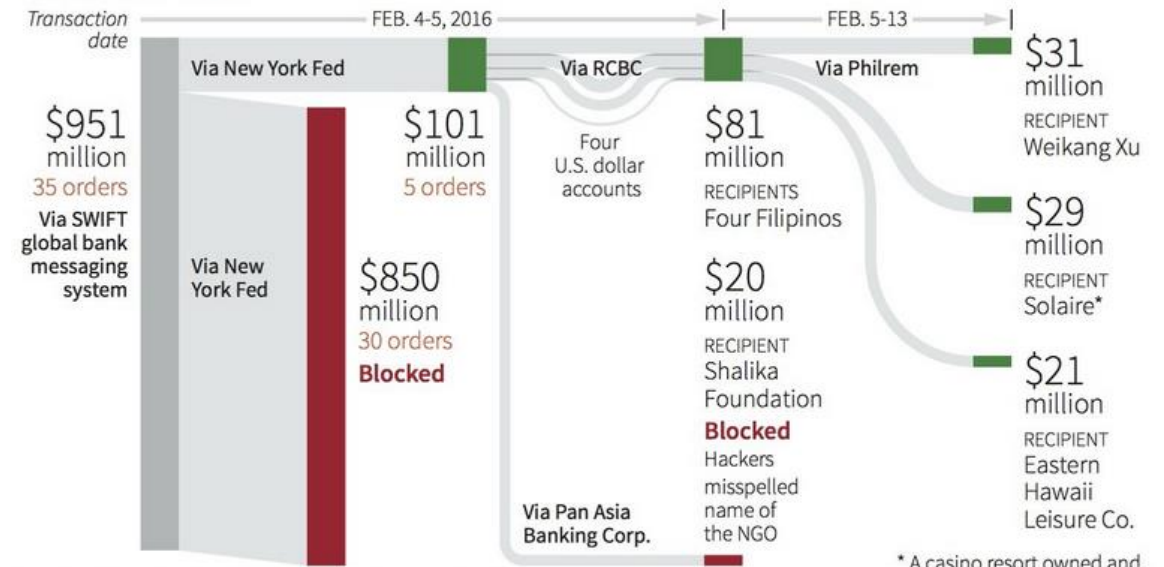 Transaction
date
FEB. 4-5, 2016
FEB. 5-13
Via New York Fed
Via RCBC
Via Philrem
$951
million
35 orders
Via SWIFT
global bank
messaging
system
Via New
York Fed
$850
million
30 orders
Blocked
$101
million
5 orders
Four
U.S. dollar
accounts
Via Pan Asia
Banking Corp.
$81
million
RECIPIENTS
Four Filipinos
$20
million
RECIPIENT
Shalika
Foundation
Blocked
Hackers
misspelled
name of
the NGO
$31
million
RECIPIENT
Weikang Xu
$29
million
RECIPIENT
Solaire*
$21
million
RECIPIENT
Eastern
Hawaii
Leisure Co.
* A casino resort owned and